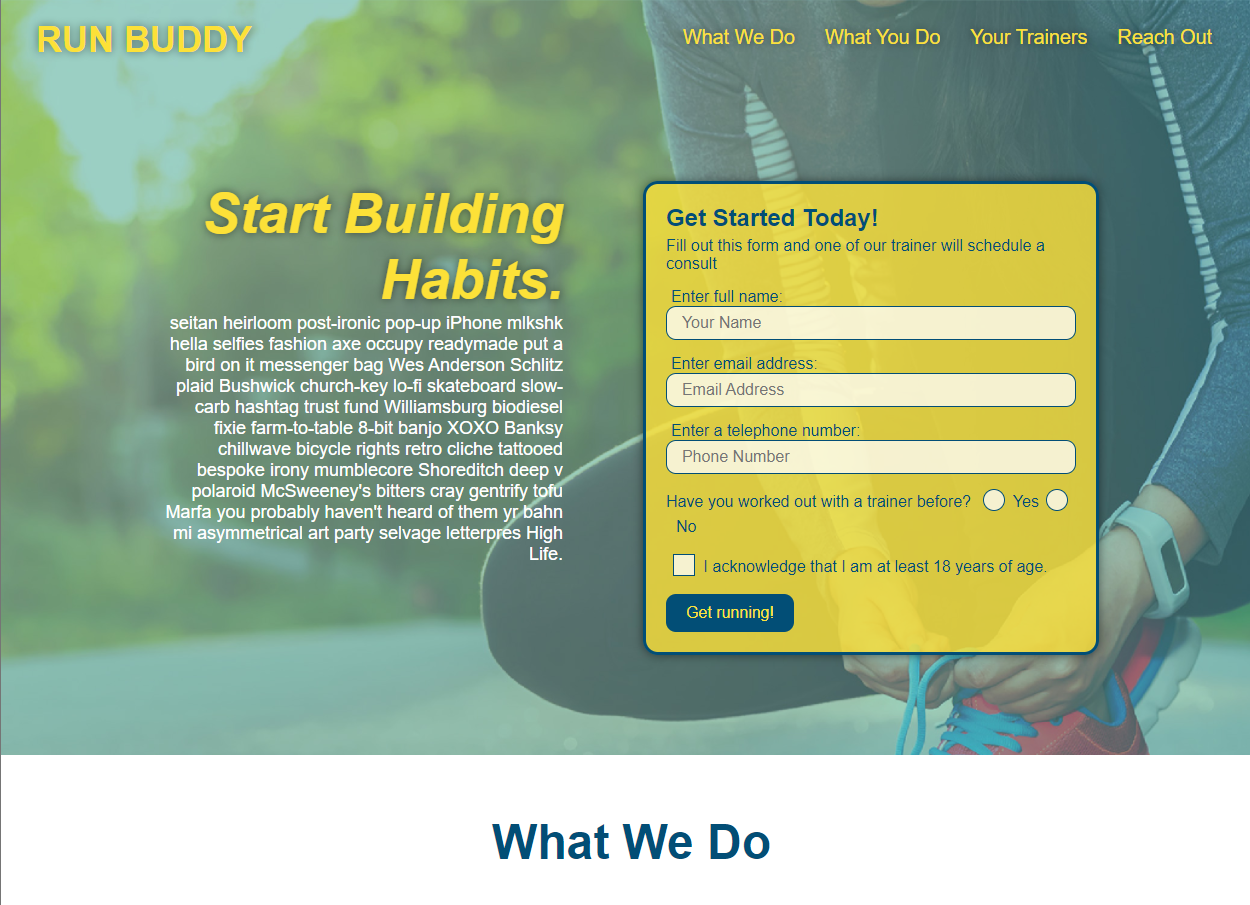 RUN BUDDY
What We Do What You Do Your Trainers Reach Out
Start Building
Habits.
seitan heirloom post-ironic pop-up iPhone mlkshk
hella selfies fashion axe occupy readymade put a
bird on it messenger bag Wes Anderson Schlitz
plaid Bushwick church-key lo-fi skateboard slow-
carb hashtag trust fund Williamsburg biodiesel
fixie farm-to-table 8-bit banjo XOXO Banksy
chillwave bicycle rights retro cliche tattooed
bespoke irony mumblecore Shoreditch deep v
polaroid McSweeney's bitters cray gentrify tofu
Marfa you probably haven't heard of them yr bahn
mi asymmetrical art party selvage letterpres High
Life.
Get Started Today!
Fill out this form and one of our trainer will schedule a
consult
Enter full name:
Your Name
Enter email address:
Email Address
Enter a telephone number:
Phone Number
Have you worked out with a trainer before? Yes
No
I acknowledge that I am at least 18 years of age.
Get running!
What We Do